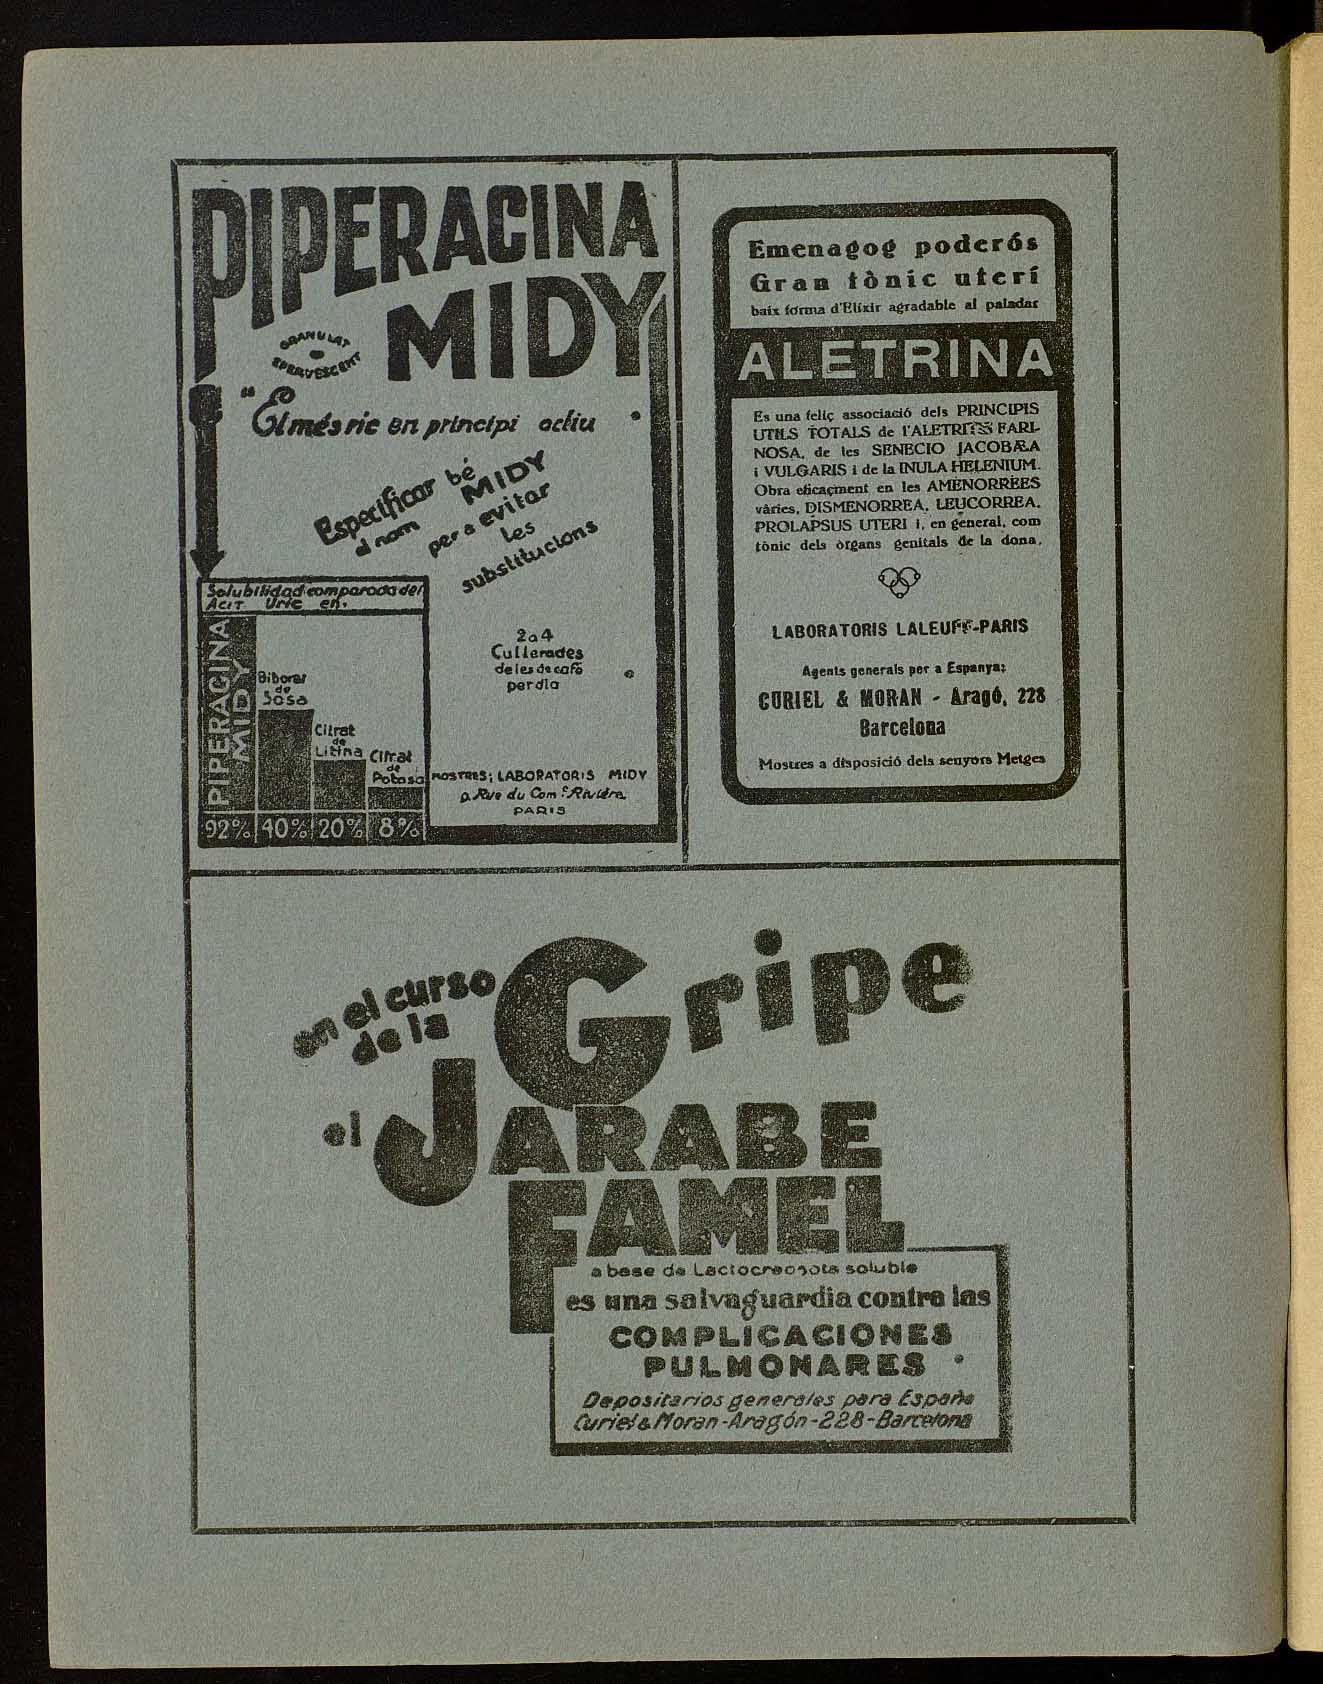 PIPERACINA
MIDY
GRANULAT
EFERVESCENT
"El més ric en principi actiu
Especificar bé
el nom MIDY
per a evitar
les
substitucions
Solubilidad comparada del
Acit Uric en.
PIPERACINA
MIDY
Biborat
de
Sosa
Citrat
de
Litina
Citrat
de
Potasa
92% 40% 20% 8%
2 a 4
Cullerades
de les de cafè
per dia
MOSTRES; LABORATORIS MIDY
9 Rue du Com.t Rivière
PARIS
Emenagog poderós
Gran tònic uterí
baix forma d'Elíxir agradable al paladar
ALETRINA
Es una feliç associació dels PRINCIPIS
UTILS TOTALS de l'ALETRIS FARI-
NOSA, de les SENECIO JACOBÆA
i VULGARIS i de la INULA HELENIUM.
Obra eficaçment en les AMENORREES
vàries, DISMENORREA, LEUCORREA,
PROLAPSUS UTERI i, en general, com
tònic dels òrgans genitals de la dona.
LABORATORIS LALEUFF-PARIS
Agents generals per a Espanya:
CURIEL & MORAN - Aragó, 228
Barcelona
Mostres a disposició dels senyors Metges
en el curso
de la
Gripe
el JARABE
FAMEL
a base de Lactocreosota soluble
es una salvaguardia contra las
COMPLICACIONES
PULMONARES
Depositarios generales para España
Curiel & Moran - Aragón - 228 - Barcelona